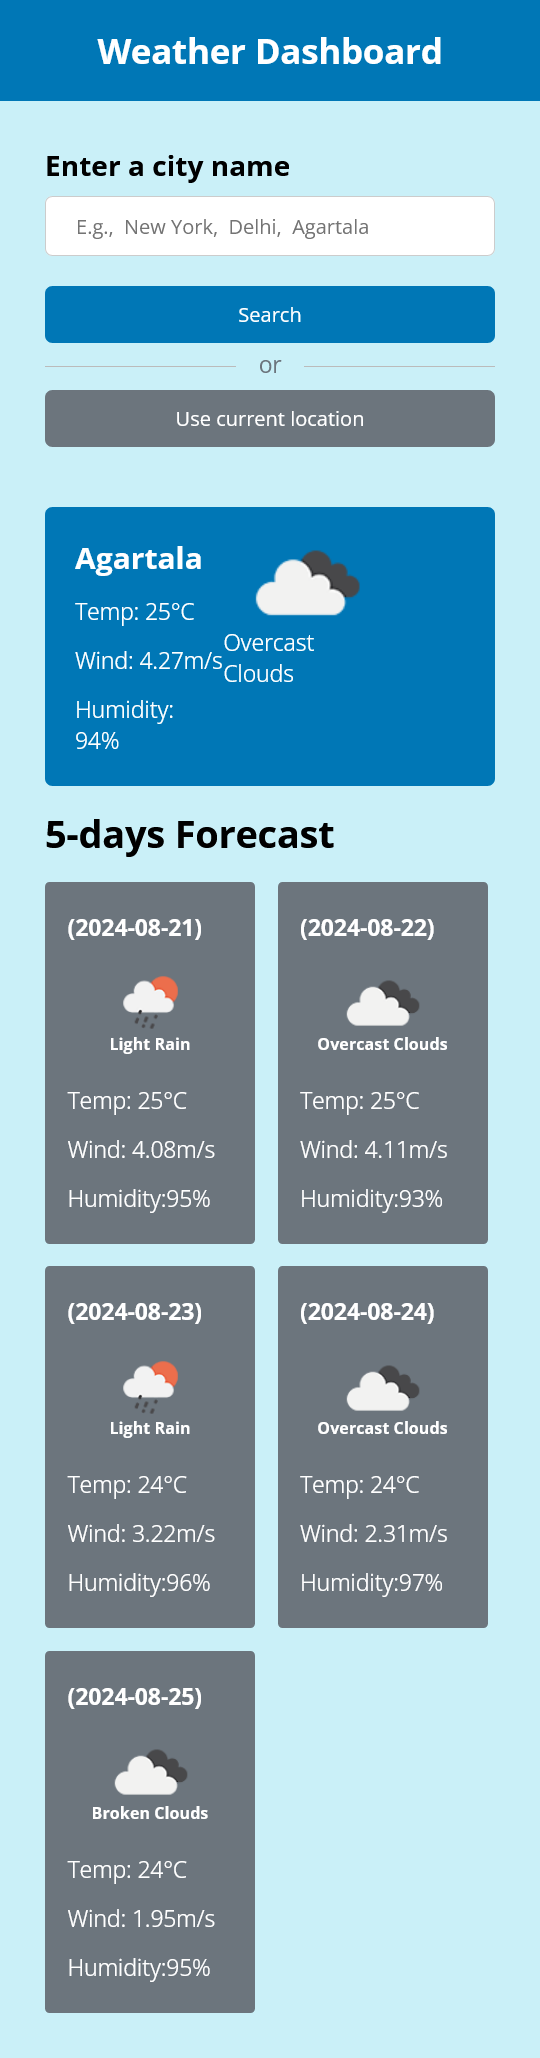 Weather Dashboard
Enter a city name
E.g., New York, Delhi, Agartala
Search
or
Use current location
Agartala
Temp: 25°C
Wind: 4.27m/s
Humidity:
94%
Overcast
Clouds
5-days Forecast
(2024-08-21)
Light Rain
Temp: 25°C
Wind: 4.08m/s
Humidity:95%
(2024-08-22)
Overcast Clouds
Temp: 25°C
Wind: 4.11m/s
Humidity:93%
(2024-08-23)
Light Rain
Temp: 24°C
Wind: 3.22m/s
Humidity:96%
(2024-08-24)
Overcast Clouds
Temp: 24°C
Wind: 2.31m/s
Humidity:97%
(2024-08-25)
Broken Clouds
Temp: 24°C
Wind: 1.95m/s
Humidity:95%